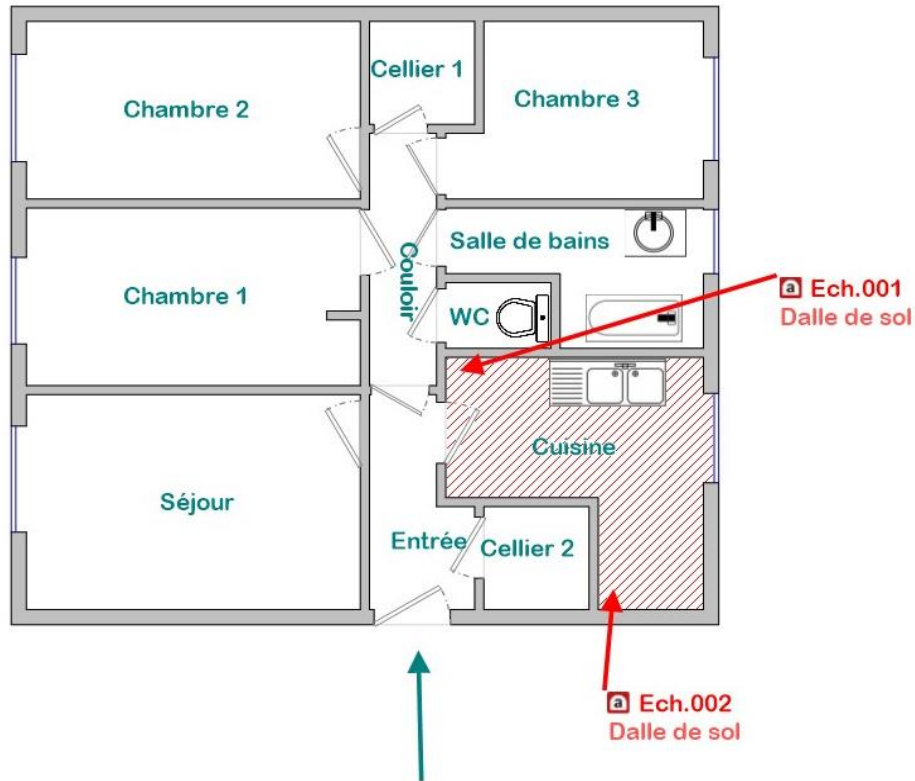 Cellier 1
Chambre 2
Chambre 3
Salle de bains
Couloir
Chambre 1
a Ech.001
Dalle de sol
WC
Cuisine
Séjour
Entrée
Cellier 2
a Ech.002
Dalle de sol